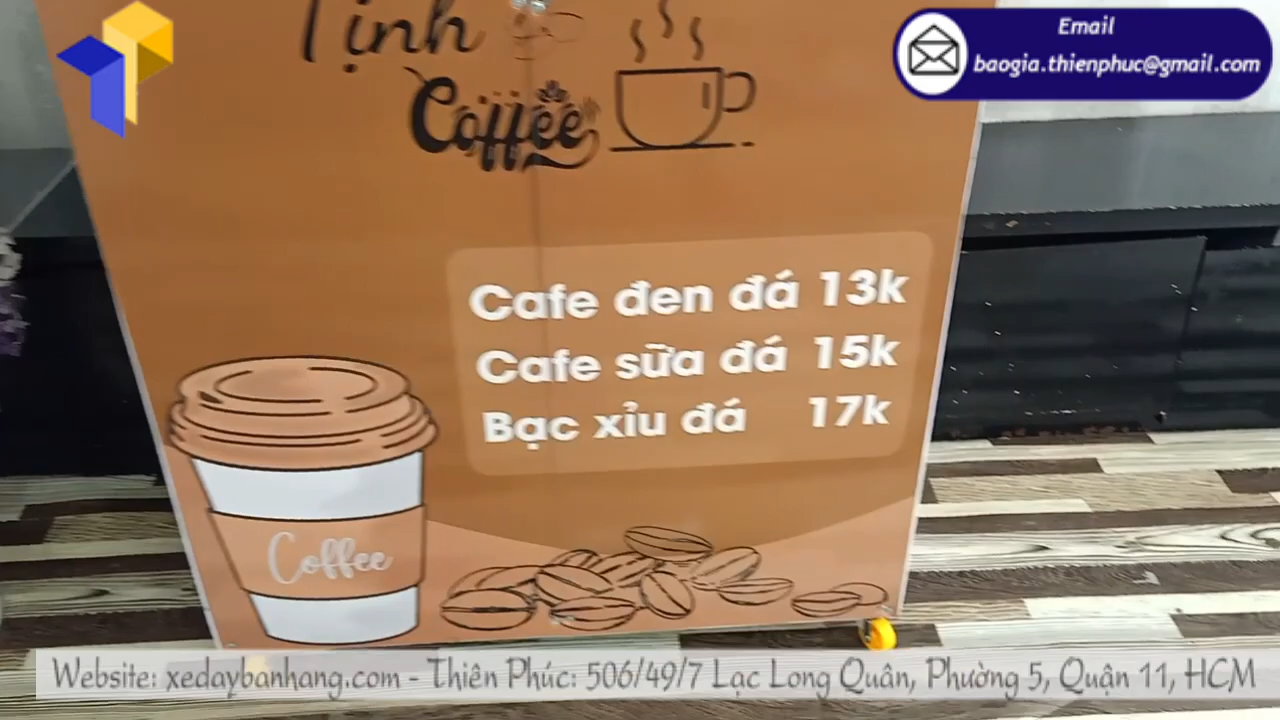 Tịnh
Coffee
Email
baogia.thienphuc@gmail.com
Cafe đen đá 13k
Cafe sữa đá 15k
Bạc xỉu đá 17k
Coffee
Website: xedaybanhang.com - Thiên Phúc: 506/49/7 Lạc Long Quân, Phường 5, Quận 11, HCM